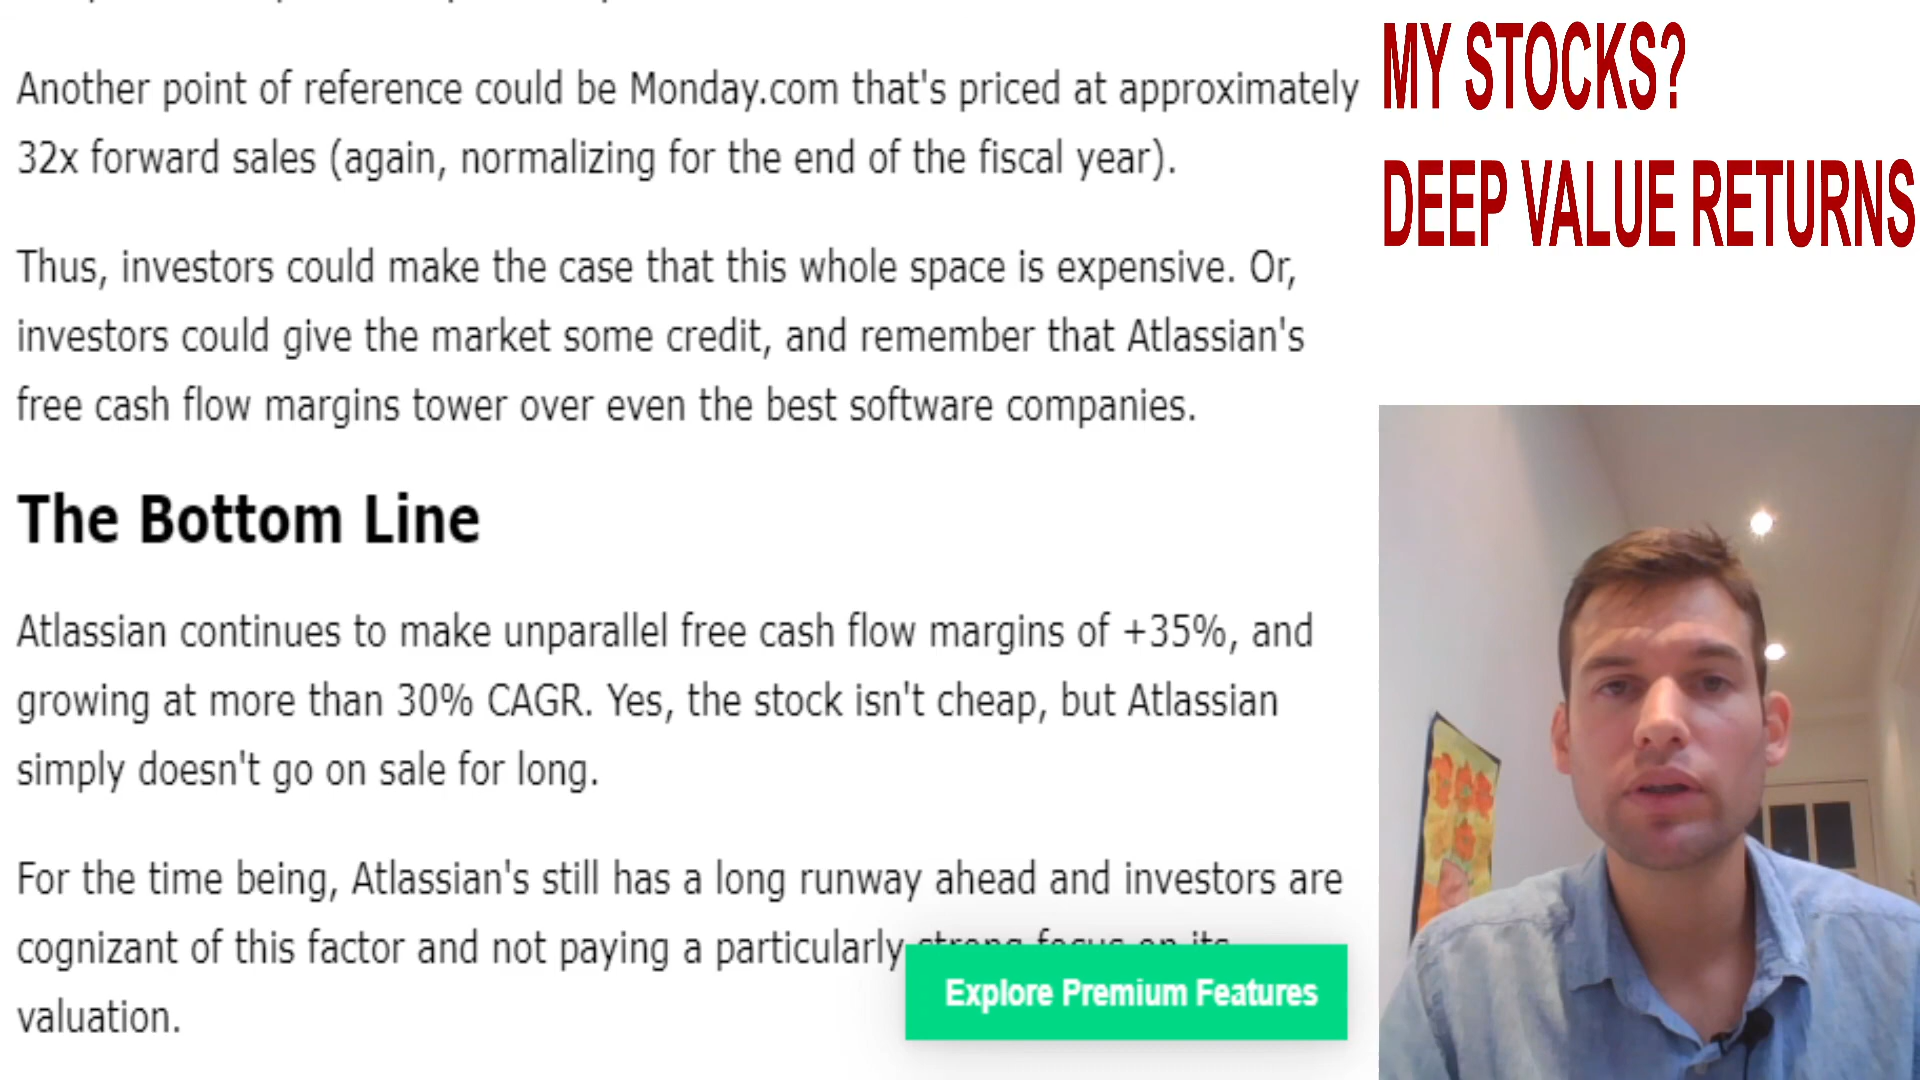 Another point of reference could be Monday.com that's priced at approximately
32x forward sales (again, normalizing for the end of the fiscal year).
Thus, investors could make the case that this whole space is expensive. Or,
investors could give the market some credit, and remember that Atlassian's
free cash flow margins tower over even the best software companies.
The Bottom Line
Atlassian continues to make unparallel free cash flow margins of +35%, and
growing at more than 30% CAGR. Yes, the stock isn't cheap, but Atlassian
simply doesn't go on sale for long.
For the time being, Atlassian's still has a long runway ahead and investors are
cognizant of this factor and not paying a particularly strong focus on its
valuation.
Explore Premium Features
MY STOCKS?
DEEP VALUE RETURNS